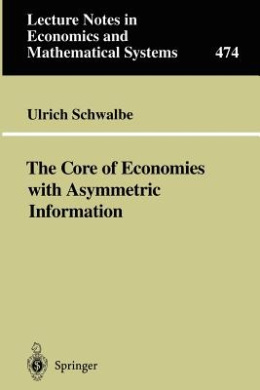 Lecture Notes in
Economics and
Mathematical Systems 474
Ulrich Schwalbe
The Core of Economies
with Asymmetric
Information
Springer